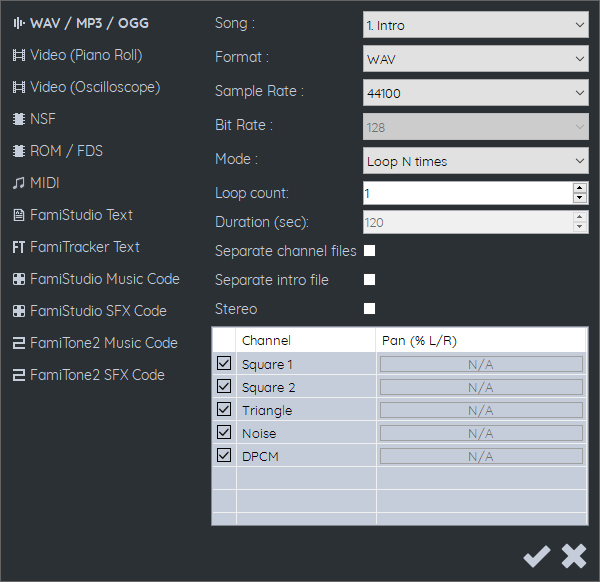 WAV / MP3 / OGG
Video (Piano Roll)
Video (Oscilloscope)
NSF
ROM / FDS
MIDI
FamiStudio Text
FT FamiTracker Text
FamiStudio Music Code
FamiStudio SFX Code
FamiTone2 Music Code
FamiTone2 SFX Code
Song : 1. Intro
Format : WAV
Sample Rate : 44100
Bit Rate : 128
Mode : Loop N times
Loop count: 1
Duration (sec): 120
Separate channel files
Separate intro file
Stereo
Channel Pan (% L/R)
Square 1 N/A
Square 2 N/A
Triangle N/A
Noise N/A
DPCM N/A